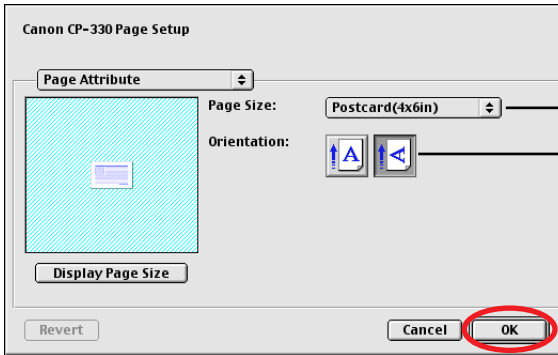 Canon CP-330 Page Setup
Page Attribute
Page Size: Postcard(4x6in)
Orientation: A A
Display Page Size
Revert Cancel OK